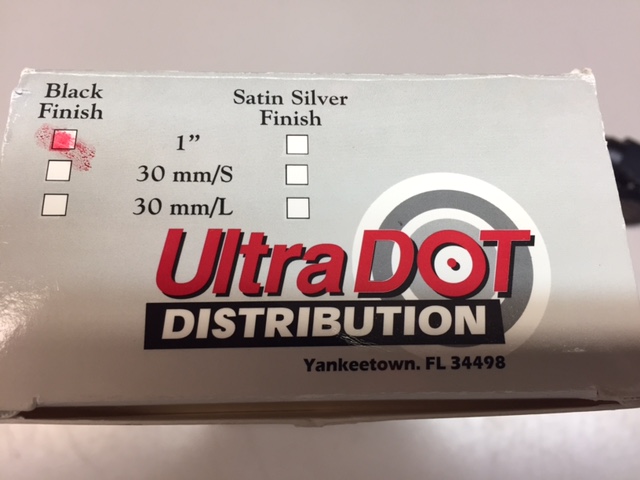 Black Finish
Satin Silver Finish
1”
30 mm/S
30 mm/L
UltraDOT
DISTRIBUTION
Yankeetown. FL 34498